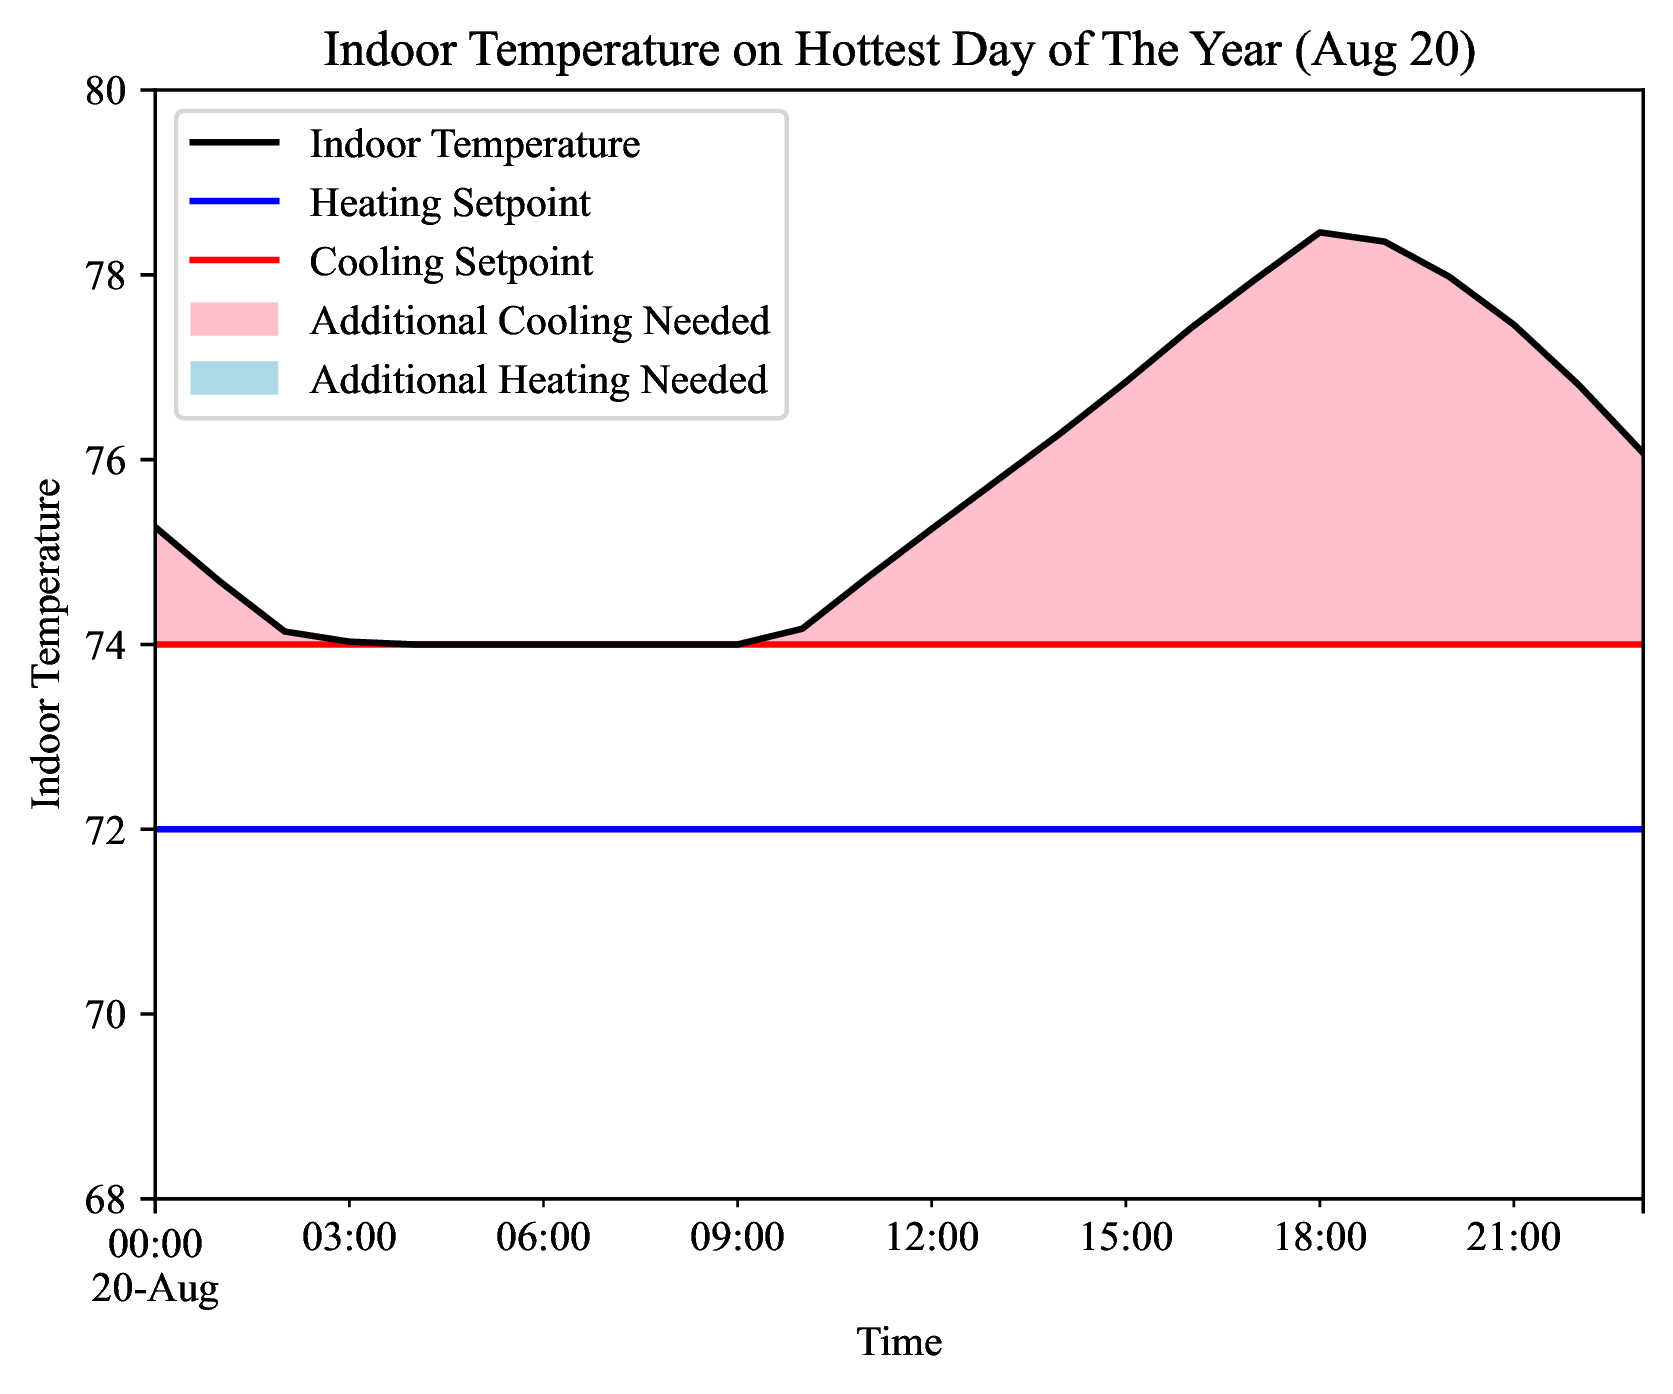 Indoor Temperature on Hottest Day of The Year (Aug 20)
80
78
76
74
72
70
68
Indoor Temperature
Indoor Temperature
Heating Setpoint
Cooling Setpoint
Additional Cooling Needed
Additional Heating Needed
00:00 03:00 06:00 09:00 12:00 15:00 18:00 21:00
20-Aug
Time